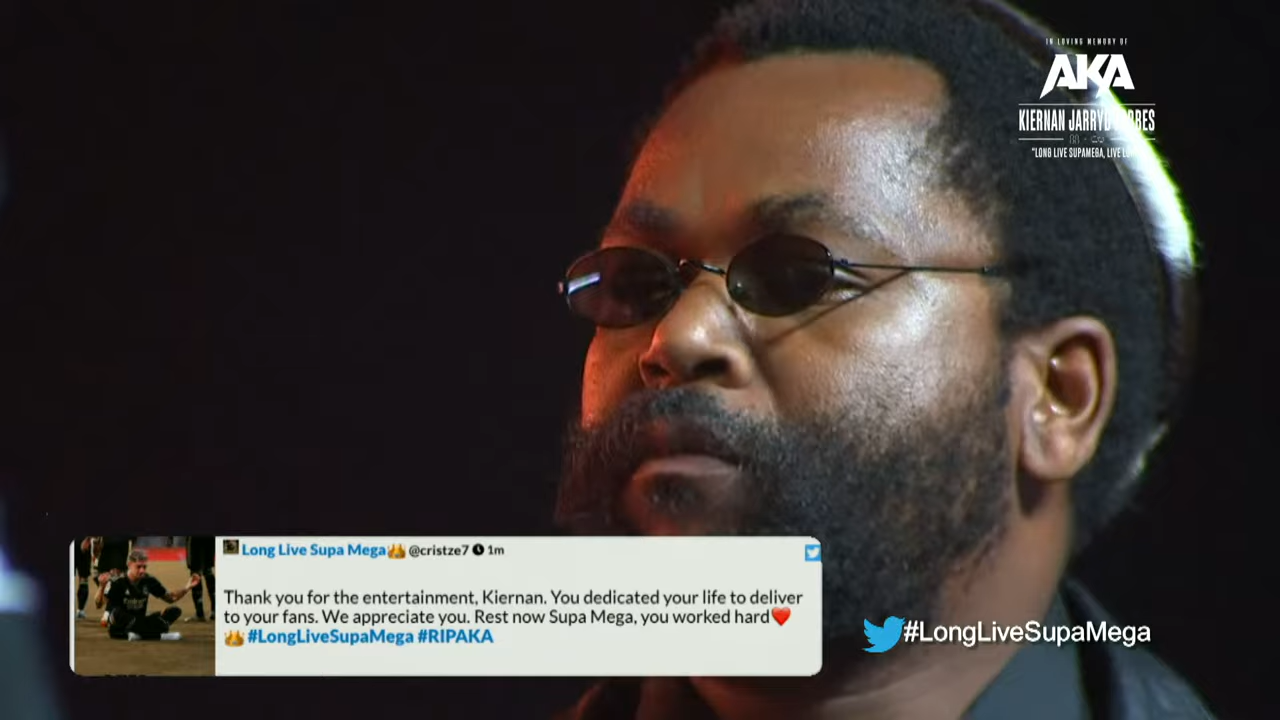 IN LOVING MEMORY OF
AKA
KIERNAN JARRYD FORBES
"LONG LIVE SUPAMEGA, LIVE
Long Live Supa Mega👑 @cristze7 1m
Thank you for the entertainment, Kiernan. You dedicated your life to deliver
to your fans. We appreciate you. Rest now Supa Mega, you worked hard❤️
👑 #LongLiveSupaMega #RIPAKA
#LongLiveSupaMega